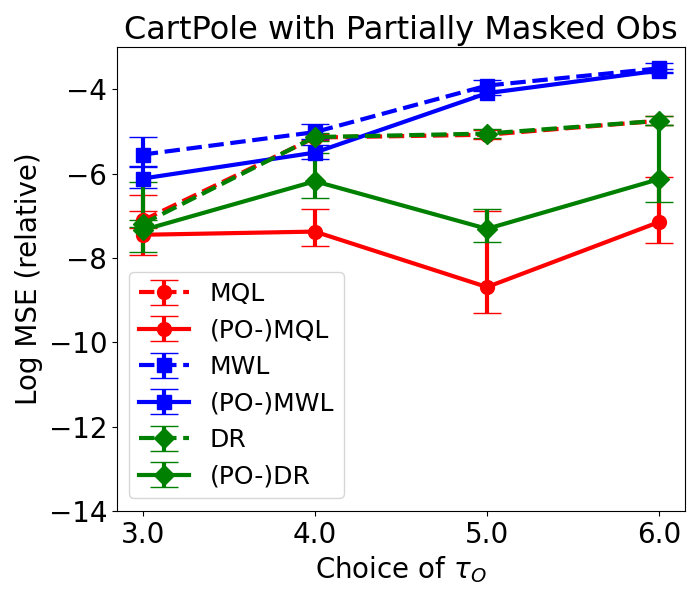 CartPole with Partially Masked Obs
Log MSE (relative)
−4
−6
−8
−10
−12
−14
MQL
(PO-)MQL
MWL
(PO-)MWL
DR
(PO-)DR
3.0 4.0 5.0 6.0
Choice of τ_O